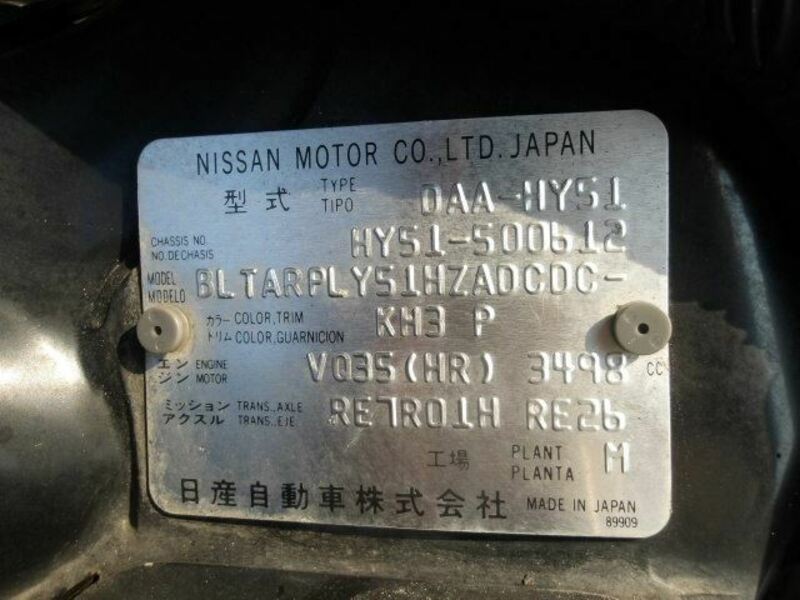 NISSAN MOTOR CO.,LTD. JAPAN
型式 TYPE TIPO DAA-HY51
CHASSIS NO. NO. DE CHASIS HY51-500612
MODEL MODELO BLTARPLY51HZADCDC-
カラー COLOR,TRIM KH3 P
トリム COLOR,GUARNICION
エン ENGINE VQ35(HR) 3498 CC
ジン MOTOR
ミッション TRANS.,AXLE RE7R01H RE26
アクスル TRANS.,EJE
工場 PLANT PLANTA M
日産自動車株式会社 MADE IN JAPAN
89909